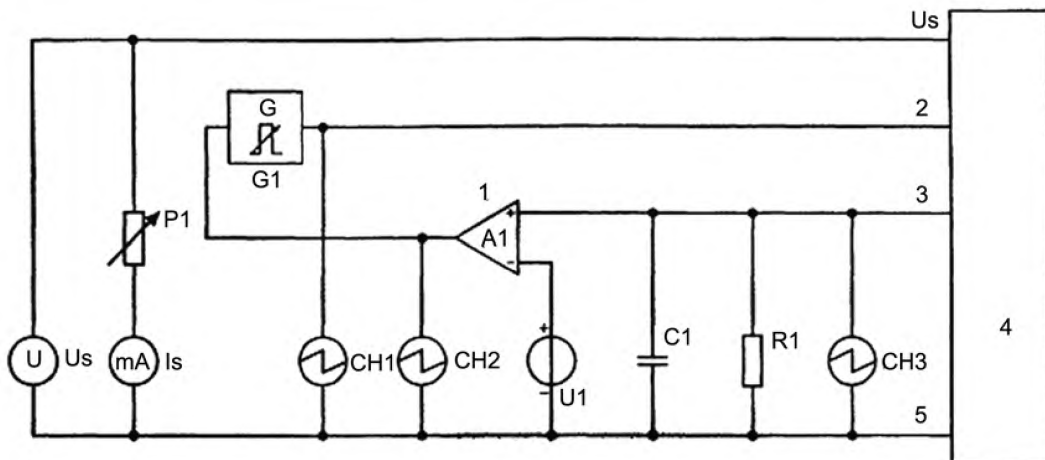 Us
G
2
G1
1
3
P1
+
A1
-
U
Us
mA
Is
CH1
CH2
+
-
U1
C1
R1
CH3
4
5